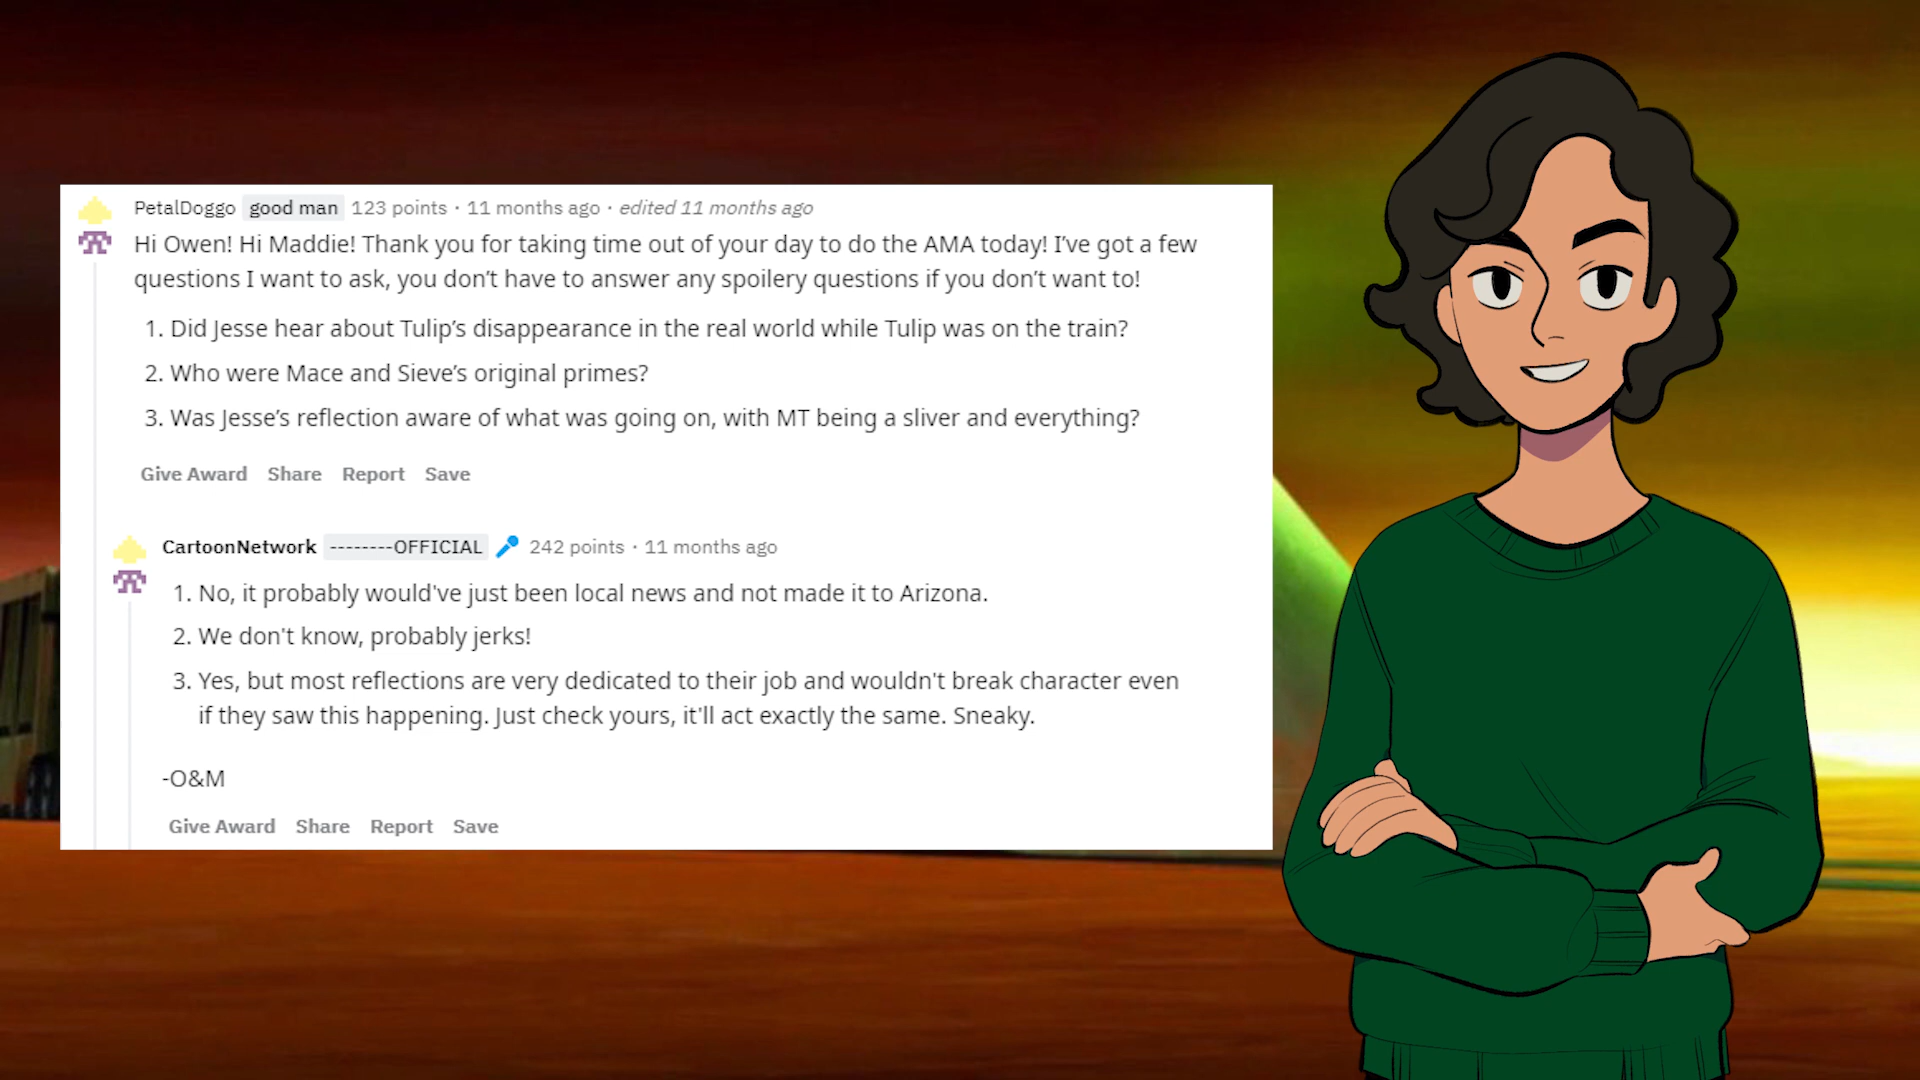 PetalDoggo good man 123 points · 11 months ago · edited 11 months ago
Hi Owen! Hi Maddie! Thank you for taking time out of your day to do the AMA today! I’ve got a few
questions I want to ask, you don’t have to answer any spoilery questions if you don’t want to!
1. Did Jesse hear about Tulip’s disappearance in the real world while Tulip was on the train?
2. Who were Mace and Sieve’s original primes?
3. Was Jesse’s reflection aware of what was going on, with MT being a sliver and everything?
Give Award Share Report Save
CartoonNetwork --------OFFICIAL 242 points · 11 months ago
1. No, it probably would've just been local news and not made it to Arizona.
2. We don't know, probably jerks!
3. Yes, but most reflections are very dedicated to their job and wouldn't break character even
if they saw this happening. Just check yours, it'll act exactly the same. Sneaky.
-O&M
Give Award Share Report Save